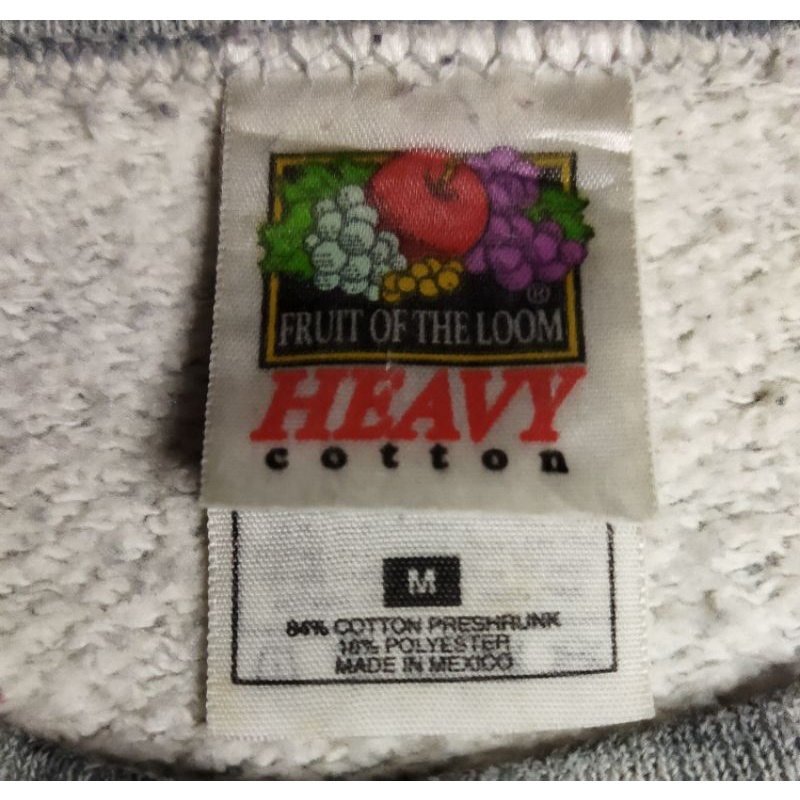 ®
FRUIT OF THE LOOM
HEAVY
cotton
M
84% COTTON PRESHRUNK
16% POLYESTER
MADE IN MEXICO